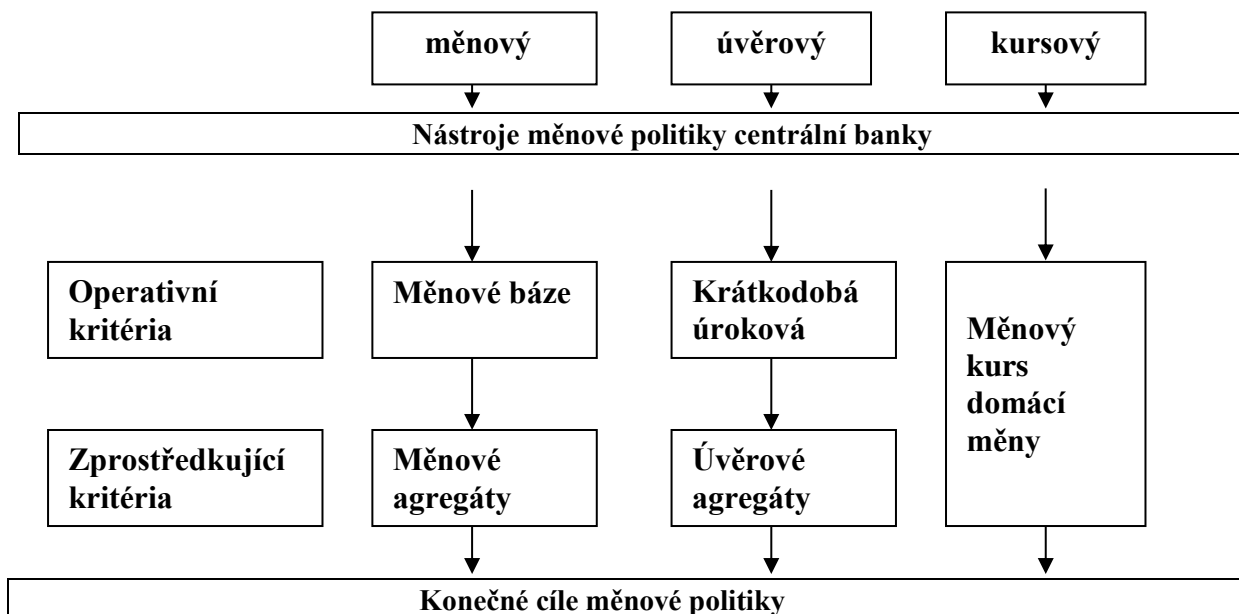 měnový
úvěrový
kursový
Nástroje měnové politiky centrální banky
Operativní
kritéria
Měnové báze
Krátkodobá
úroková
Měnový
kurs
domácí
měny
Zprostředkující
kritéria
Měnové
agregáty
Úvěrové
agregáty
Konečné cíle měnové politiky